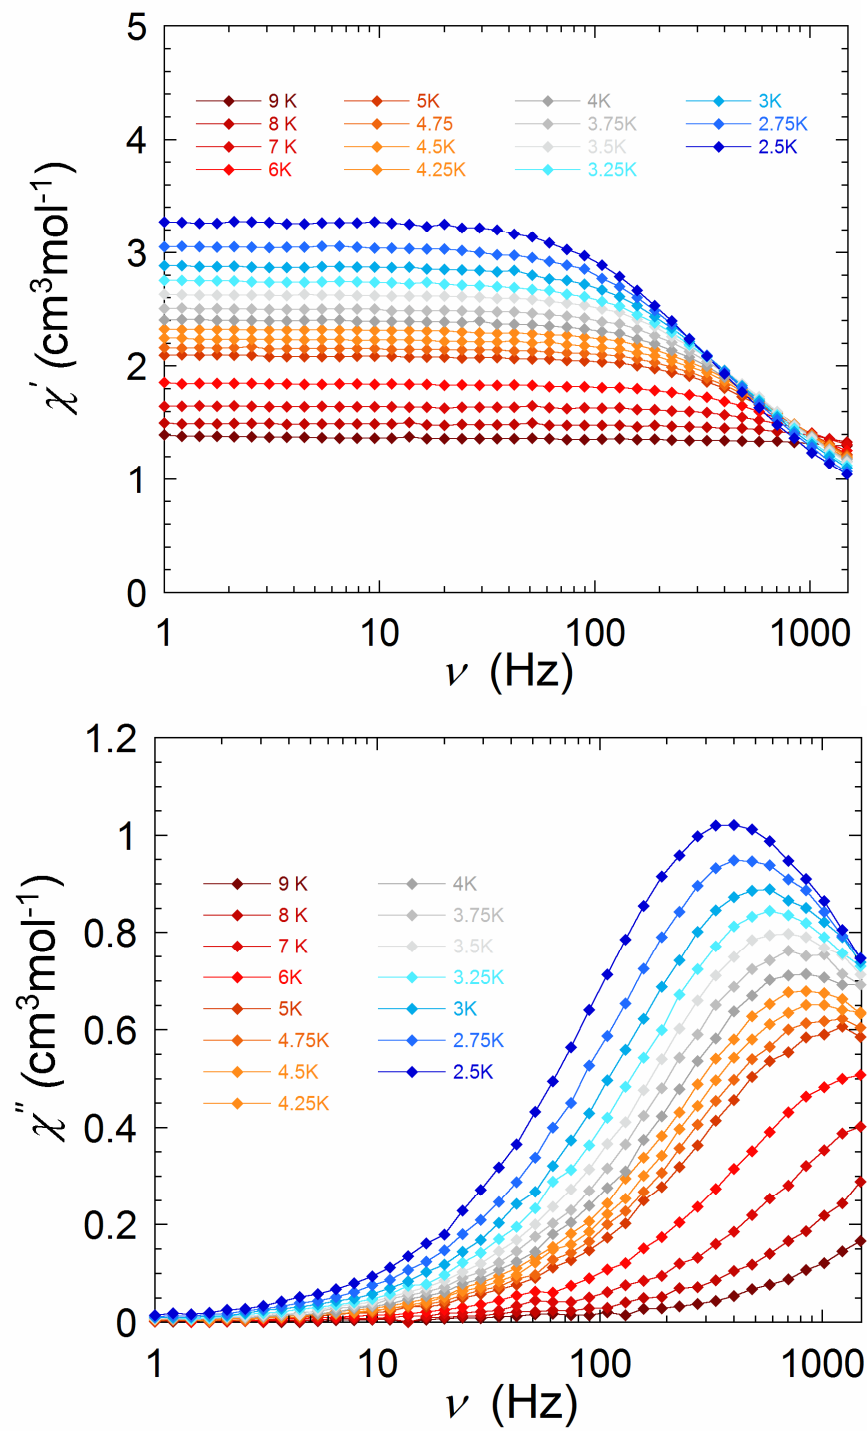 5
4
3
2
1
0
χ' (cm³mol⁻¹)
9 K 5K 4K 3K
8 K 4.75 3.75K 2.75K
7 K 4.5K 3.5K 2.5K
6K 4.25K 3.25K
1 10 100 1000
ν (Hz)
1.2
1
0.8
0.6
0.4
0.2
0
χ'' (cm³mol⁻¹)
9 K 4K
8 K 3.75K
7 K 3.5K
6K 3.25K
5K 3K
4.75K 2.75K
4.5K 2.5K
4.25K
1 10 100 1000
ν (Hz)